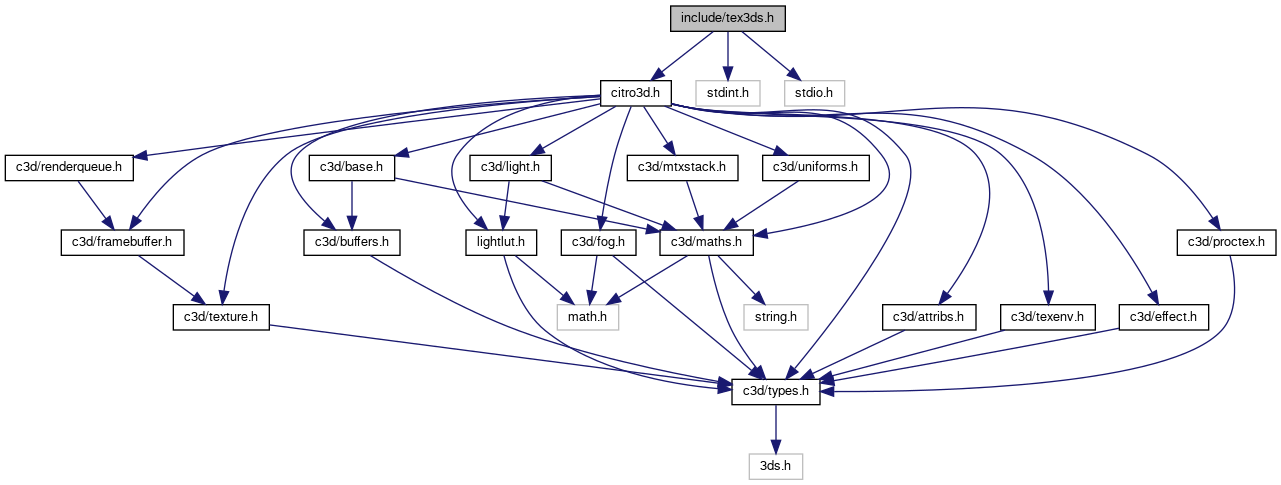 include/tex3ds.h
citro3d.h
stdint.h
stdio.h
c3d/renderqueue.h
c3d/base.h
c3d/light.h
c3d/mtxstack.h
c3d/uniforms.h
c3d/framebuffer.h
c3d/buffers.h
lightlut.h
c3d/fog.h
c3d/maths.h
c3d/proctex.h
c3d/texture.h
math.h
string.h
c3d/attribs.h
c3d/texenv.h
c3d/effect.h
c3d/types.h
3ds.h